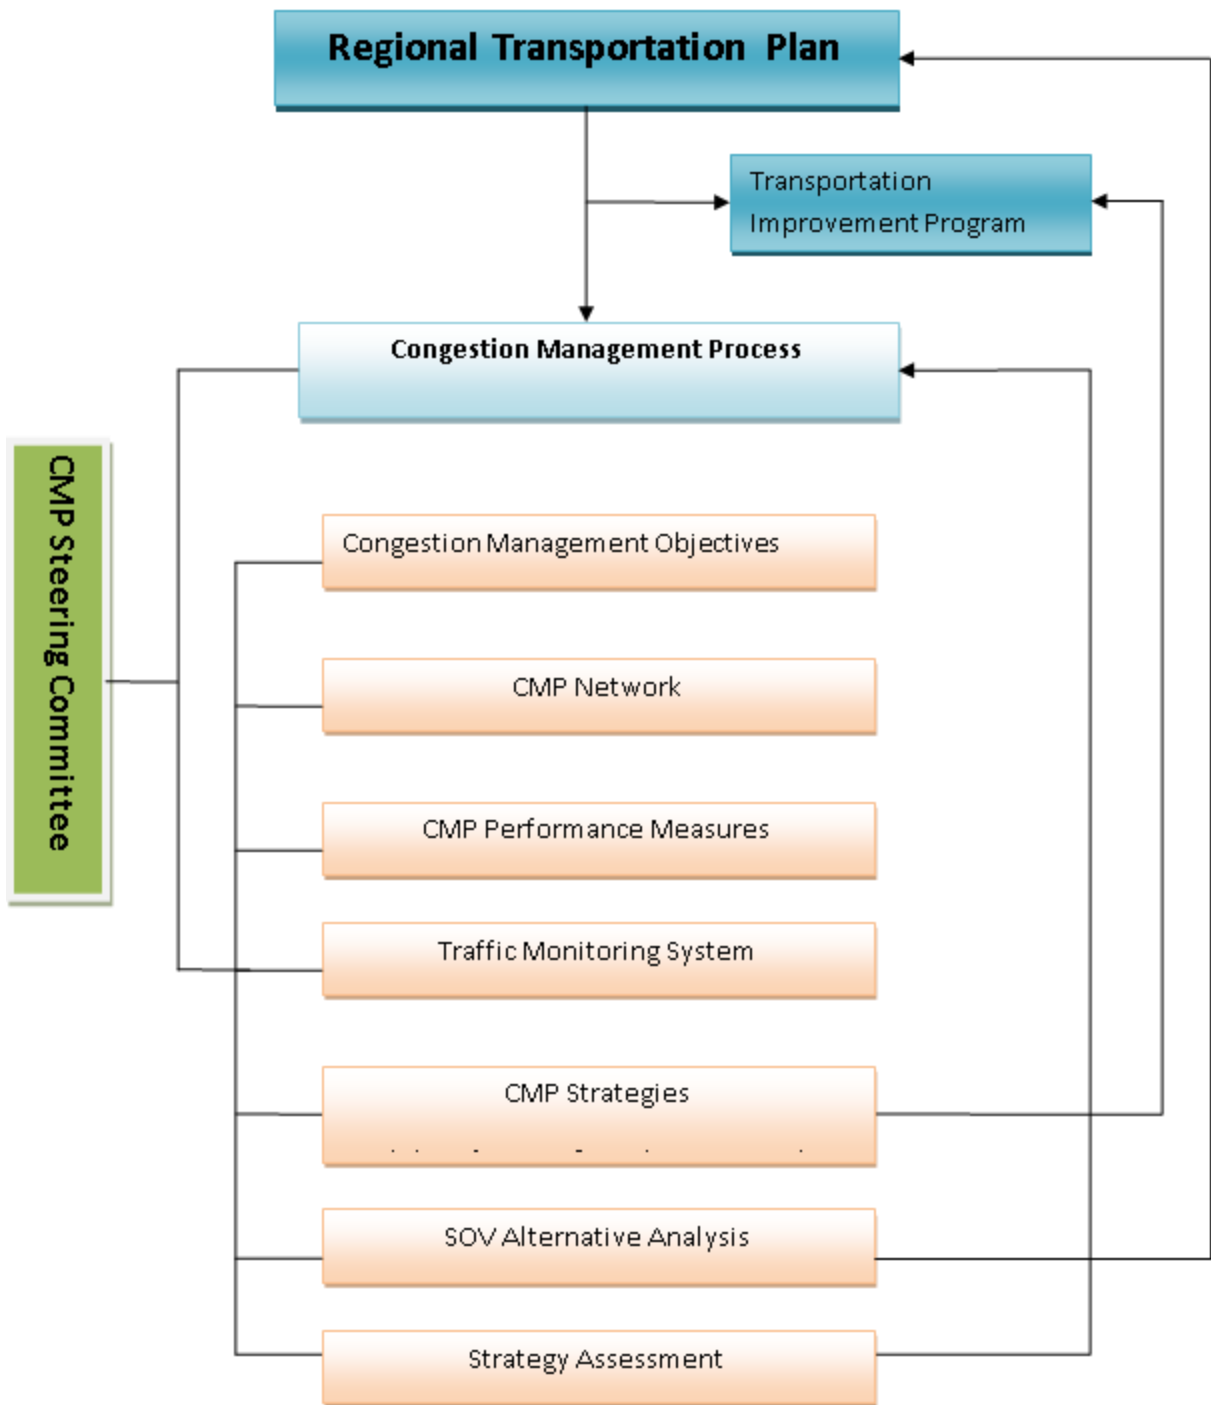 Regional Transportation Plan
Transportation
Improvement Program
Congestion Management Process
CMP Steering Committee
Congestion Management Objectives
CMP Network
CMP Performance Measures
Traffic Monitoring System
CMP Strategies
SOV Alternative Analysis
Strategy Assessment